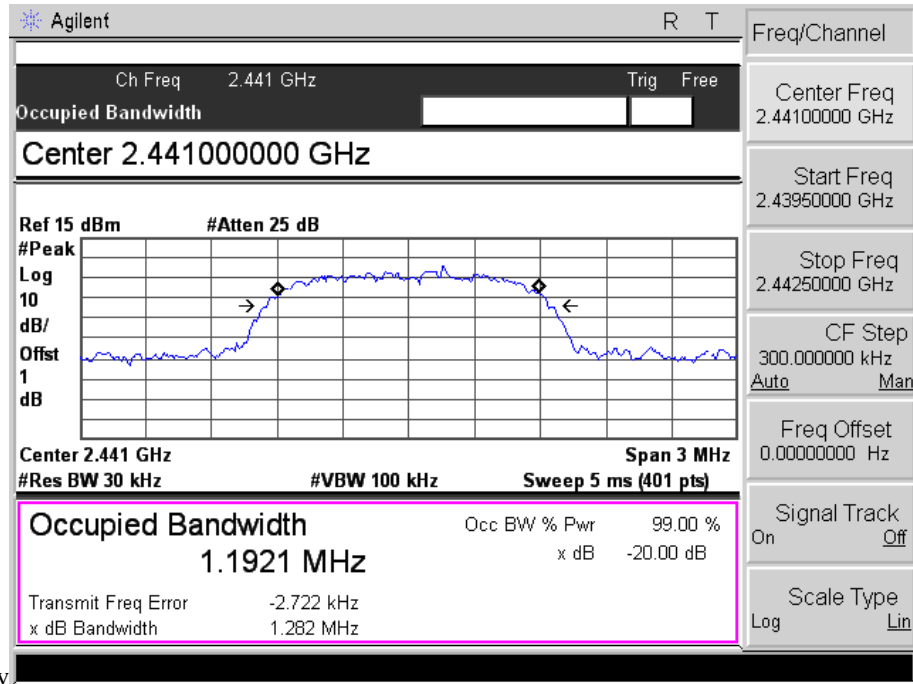 Agilent R T
Ch Freq 2.441 GHz Trig Free
Occupied Bandwidth
Center 2.441000000 GHz
Ref 15 dBm #Atten 25 dB
#Peak
Log
10
dB/
Offst
1
dB
Center 2.441 GHz Span 3 MHz
#Res BW 30 kHz #VBW 100 kHz Sweep 5 ms (401 pts)
Occupied Bandwidth
1.1921 MHz
Occ BW % Pwr 99.00 %
x dB -20.00 dB
Transmit Freq Error -2.722 kHz
x dB Bandwidth 1.282 MHz
Freq/Channel
Center Freq
2.44100000 GHz
Start Freq
2.43950000 GHz
Stop Freq
2.44250000 GHz
CF Step
300.000000 kHz
Auto Man
Freq Offset
0.00000000 Hz
Signal Track
On Off
Scale Type
Log Lin